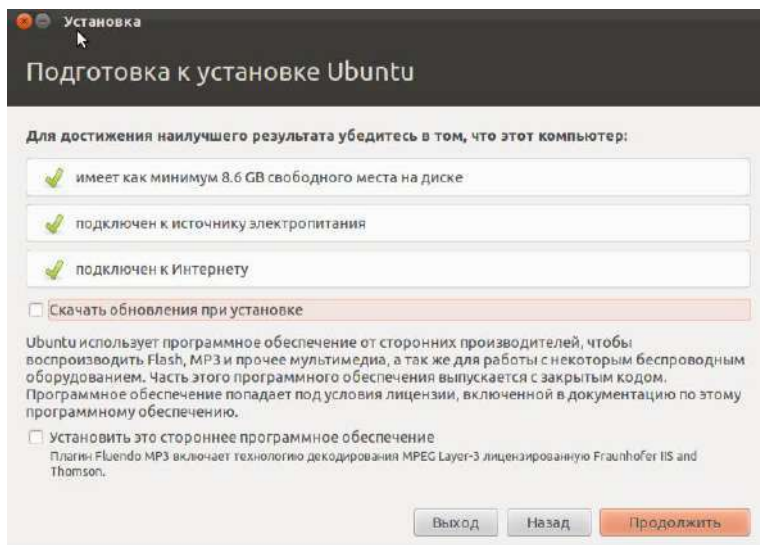 Установка
Подготовка к установке Ubuntu
Для достижения наилучшего результата убедитесь в том, что этот компьютер:
имеет как минимум 8.6 GB свободного места на диске
подключен к источнику электропитания
подключен к Интернету
Скачать обновления при установке
Ubuntu использует программное обеспечение от сторонних производителей, чтобы
воспроизводить Flash, MP3 и прочее мультимедиа, а так же для работы с некоторым беспроводным
оборудованием. Часть этого программного обеспечения выпускается с закрытым кодом.
Программное обеспечение попадает под условия лицензии, включенной в документацию по этому
программному обеспечению.
Установить это стороннее программное обеспечение
Плагин Fluendo MP3 включает технологию декодирования MPEG Layer-3 лицензированную Fraunhofer IIS and
Thomson.
Выход Назад Продолжить